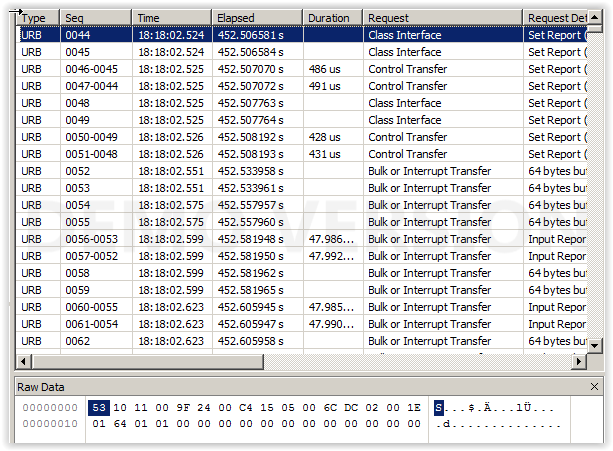 Type Seq Time Elapsed Duration Request Request Det
URB 0044 18:18:02.524 452.506581 s Class Interface Set Report (
URB 0045 18:18:02.524 452.506584 s Class Interface Set Report (
URB 0046-0045 18:18:02.525 452.507070 s 486 us Control Transfer Set Report (
URB 0047-0044 18:18:02.525 452.507072 s 491 us Control Transfer Set Report (
URB 0048 18:18:02.525 452.507763 s Class Interface Set Report (
URB 0049 18:18:02.525 452.507764 s Class Interface Set Report (
URB 0050-0049 18:18:02.526 452.508192 s 428 us Control Transfer Set Report (
URB 0051-0048 18:18:02.526 452.508193 s 431 us Control Transfer Set Report (
URB 0052 18:18:02.551 452.533958 s Bulk or Interrupt Transfer 64 bytes buf
URB 0053 18:18:02.551 452.533961 s Bulk or Interrupt Transfer 64 bytes buf
URB 0054 18:18:02.575 452.557957 s Bulk or Interrupt Transfer 64 bytes buf
URB 0055 18:18:02.575 452.557960 s Bulk or Interrupt Transfer 64 bytes buf
URB 0056-0053 18:18:02.599 452.581948 s 47.986... Bulk or Interrupt Transfer Input Repor
URB 0057-0052 18:18:02.599 452.581950 s 47.992... Bulk or Interrupt Transfer Input Repor
URB 0058 18:18:02.599 452.581962 s Bulk or Interrupt Transfer 64 bytes buf
URB 0059 18:18:02.599 452.581965 s Bulk or Interrupt Transfer 64 bytes buf
URB 0060-0055 18:18:02.623 452.605945 s 47.985... Bulk or Interrupt Transfer Input Repor
URB 0061-0054 18:18:02.623 452.605947 s 47.990... Bulk or Interrupt Transfer Input Repor
URB 0062 18:18:02.623 452.605958 s Bulk or Interrupt Transfer 64 bytes buf
Raw Data
00000000 53 10 11 00 9F 24 00 C4 15 05 00 6C DC 02 00 1E S....$.Ä...lÜ...
00000010 01 64 01 01 00 00 00 00 00 00 00 00 00 00 00 00 .d..............